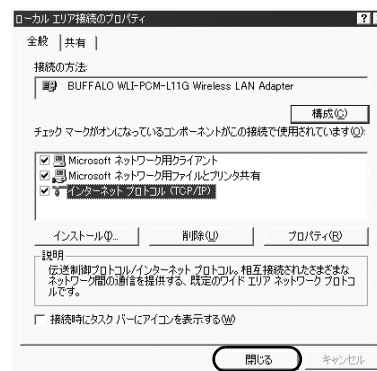 ローカル エリア接続のプロパティ
全般 共有
接続の方法:
BUFFALO WLI-PCM-L11G Wireless LAN Adapter
構成(C)
チェック マークがオンになっているコンポーネントがこの接続で使用されています(O):
Microsoft ネットワーク用クライアント
Microsoft ネットワーク用ファイルとプリンタ共有
インターネット プロトコル (TCP/IP)
インストール(I)... 削除(U) プロパティ(R)
説明
伝送制御プロトコル/インターネット プロトコル。相互接続されたさまざまな
ネットワーク間の通信を提供する、既定のワイド エリア ネットワーク プロトコ
ルです。
接続時にタスク バーにアイコンを表示する(W)
閉じる キャンセル